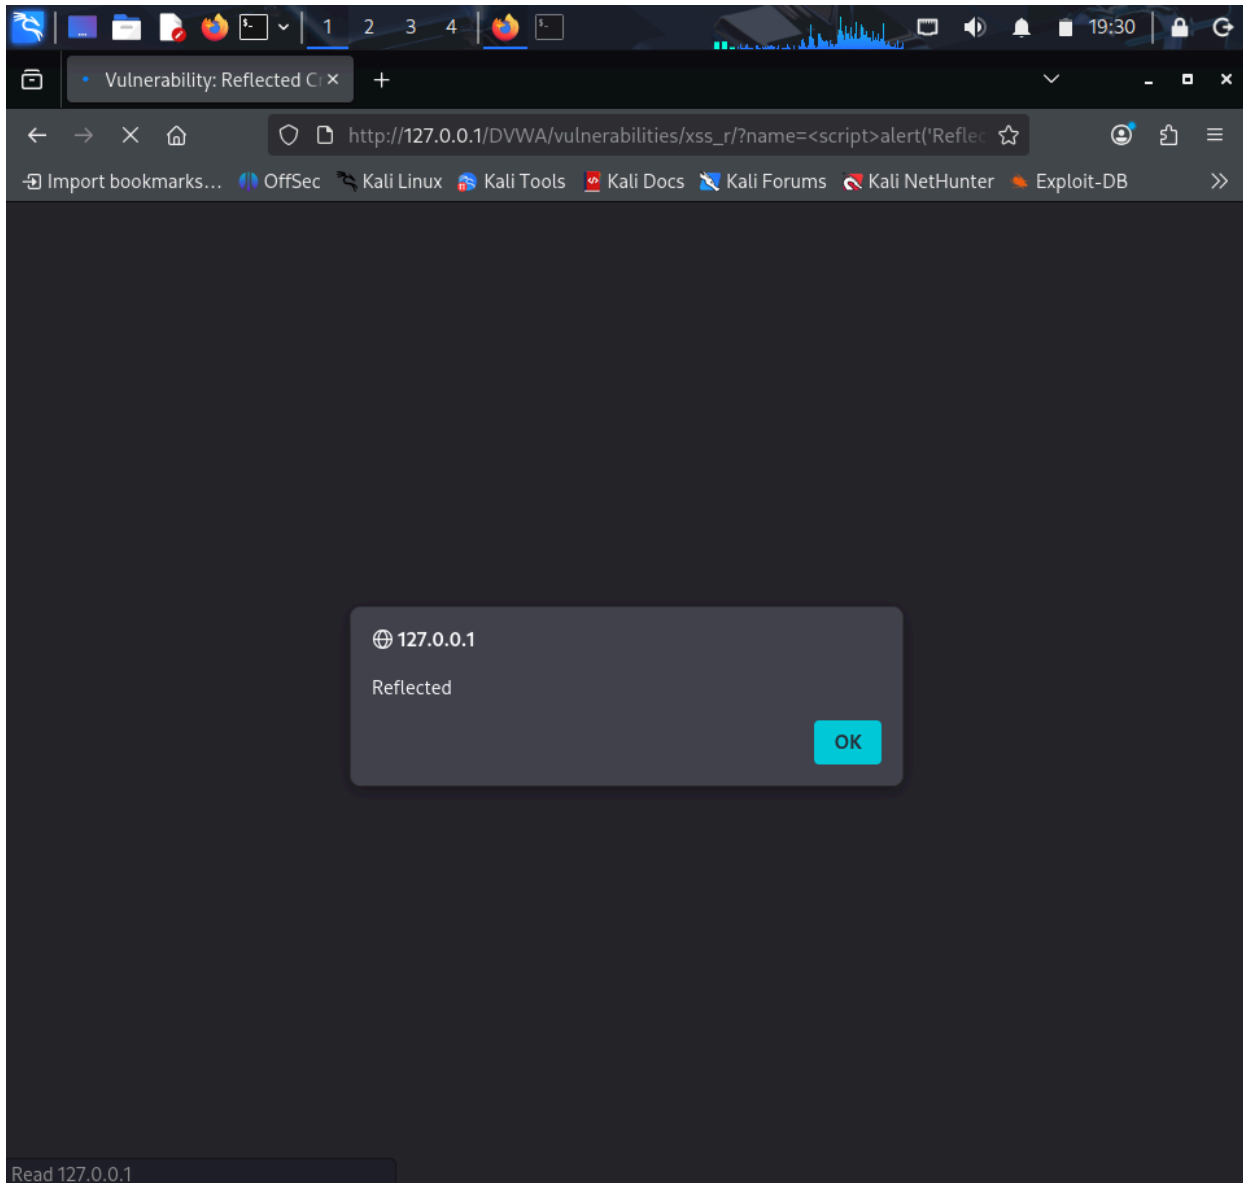 1 2 3 4 19:30
Vulnerability: Reflected Cr
http://127.0.0.1/DVWA/vulnerabilities/xss_r/?name=<script>alert('Reflec
Import bookmarks... OffSec Kali Linux Kali Tools Kali Docs Kali Forums Kali NetHunter Exploit-DB
127.0.0.1
Reflected
OK
Read 127.0.0.1